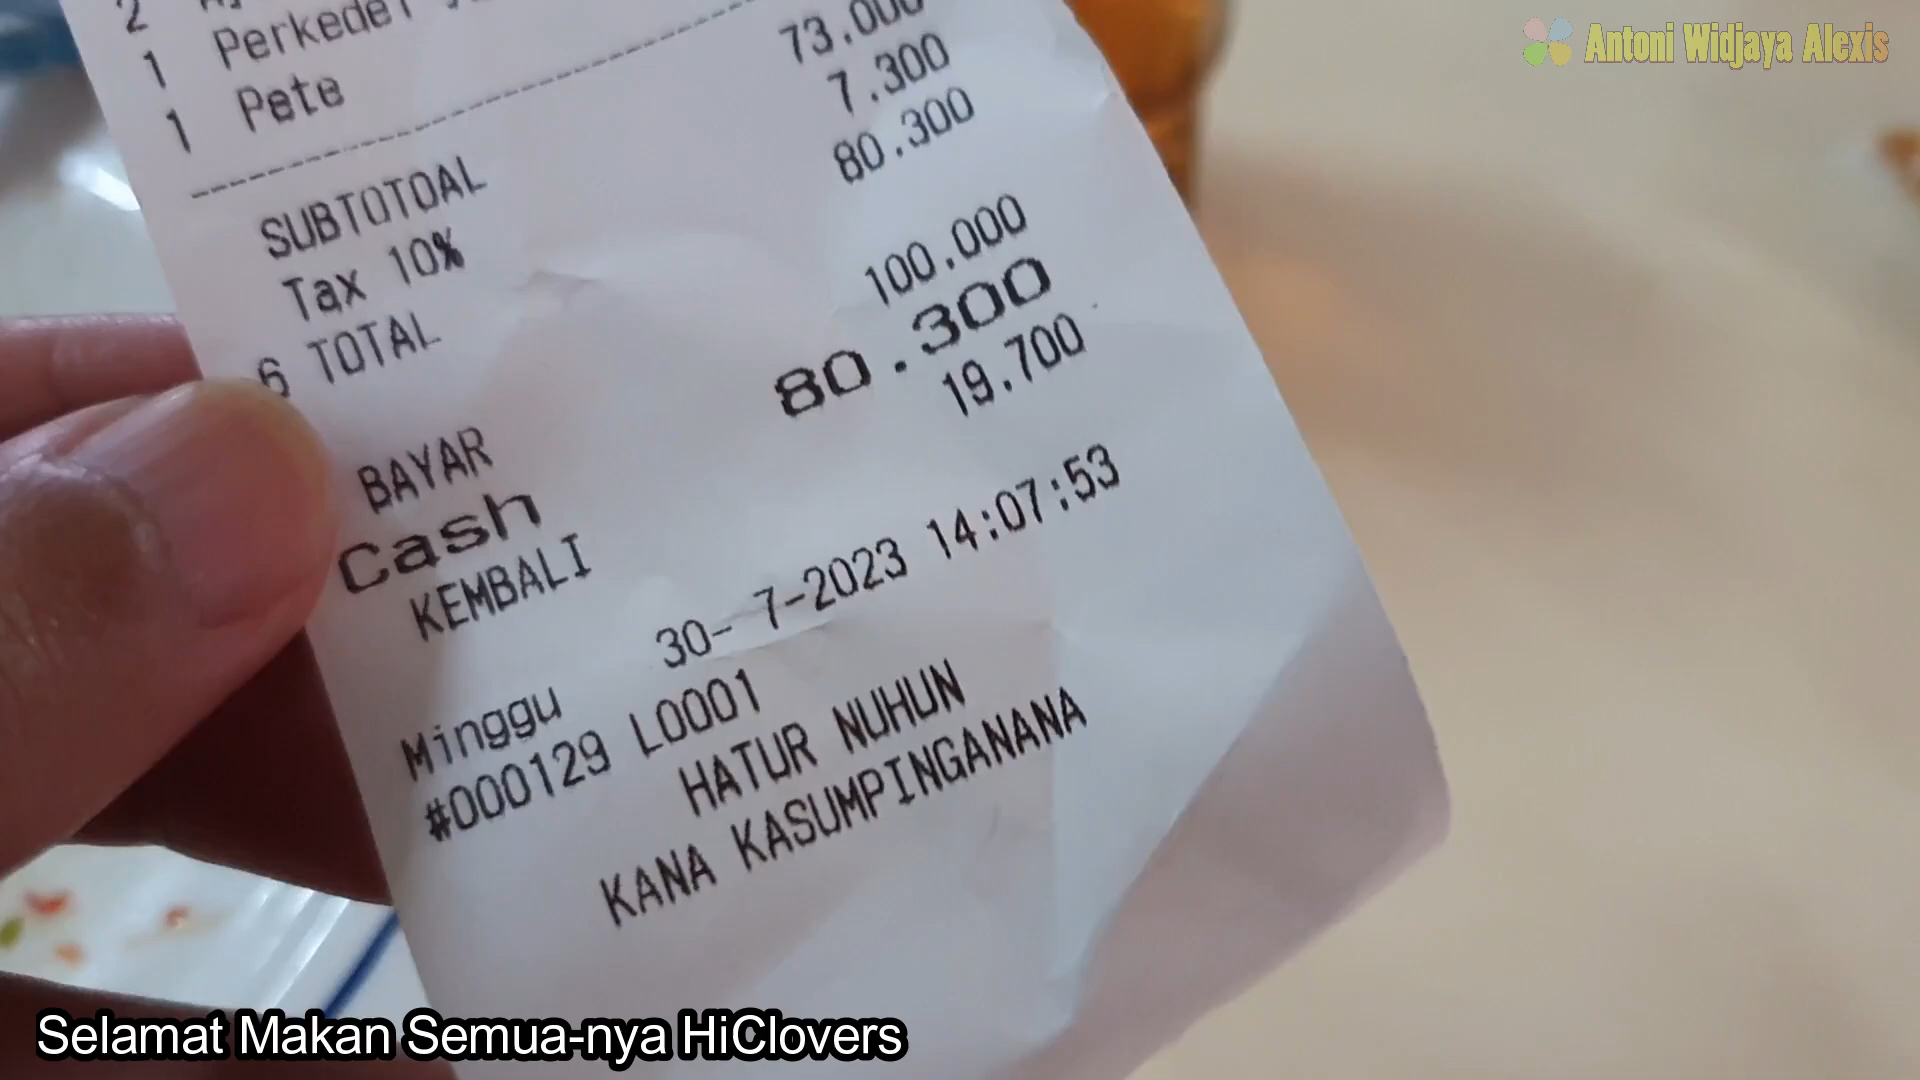 Antoni Widjaya Alexis
2
1 Perkedel
1 Pete
SUBTOTOAL 73.000
Tax 10% 7.300
6 TOTAL 80.300
BAYAR 100.000
Cash 80.300
KEMBALI 19.700
Minggu 30- 7-2023 14:07:53
#000129 L0001
HATUR NUHUN
KANA KASUMPINGANANA
Selamat Makan Semua-nya HiClovers